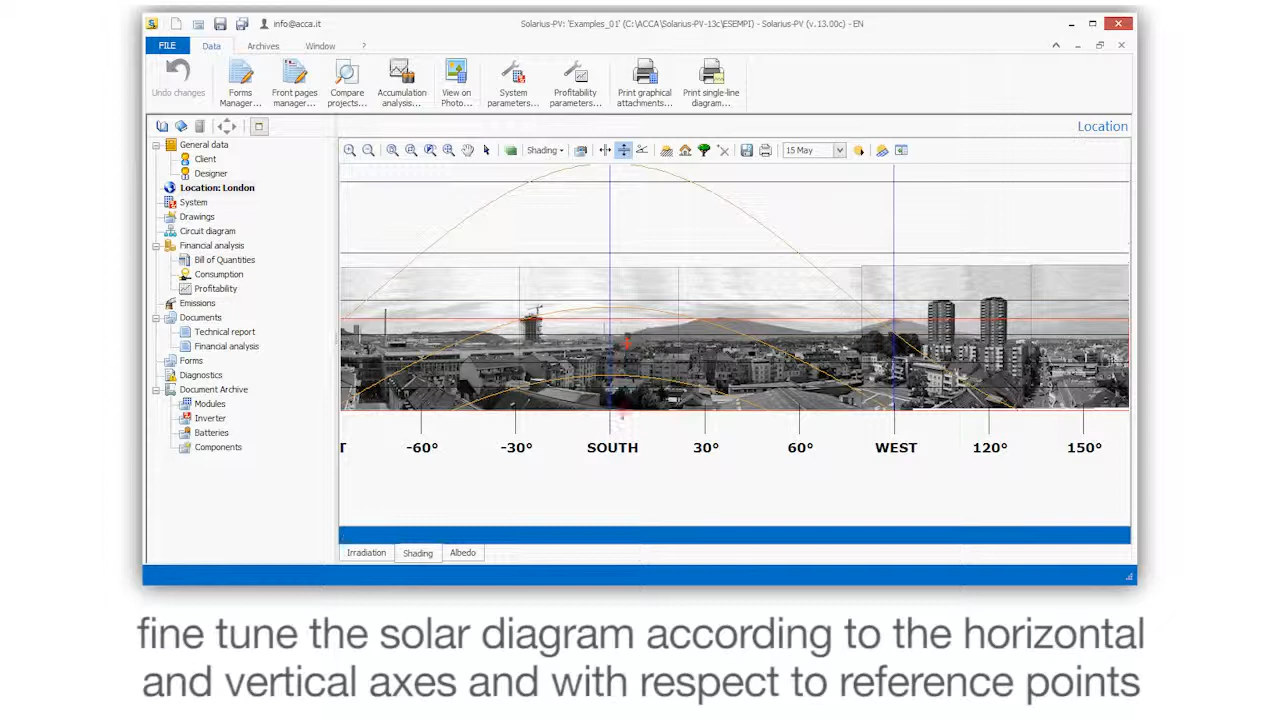 info@acca.it
Solarius-PV: 'Examples_01' (C:\ACCA\Solarius-PV-13c\ESEMPI) - Solarius-PV (v.13.00c) - EN
FILE Data Archives Window ?
Undo changes
Forms Manager...
Front pages manager...
Compare projects...
Accumulation analysis...
View on Photo...
System parameters...
Profitability parameters...
Print graphical attachments...
Print single-line diagram...
Location
General data
Client
Designer
Location: London
System
Drawings
Circuit diagram
Financial analysis
Bill of Quantities
Consumption
Profitability
Emissions
Documents
Technical report
Financial analysis
Forms
Diagnostics
Document Archive
Modules
Inverter
Batteries
Components
Shading
15 May
T -60° -30° SOUTH 30° 60° WEST 120° 150°
Irradiation Shading Albedo
fine tune the solar diagram according to the horizontal
and vertical axes and with respect to reference points